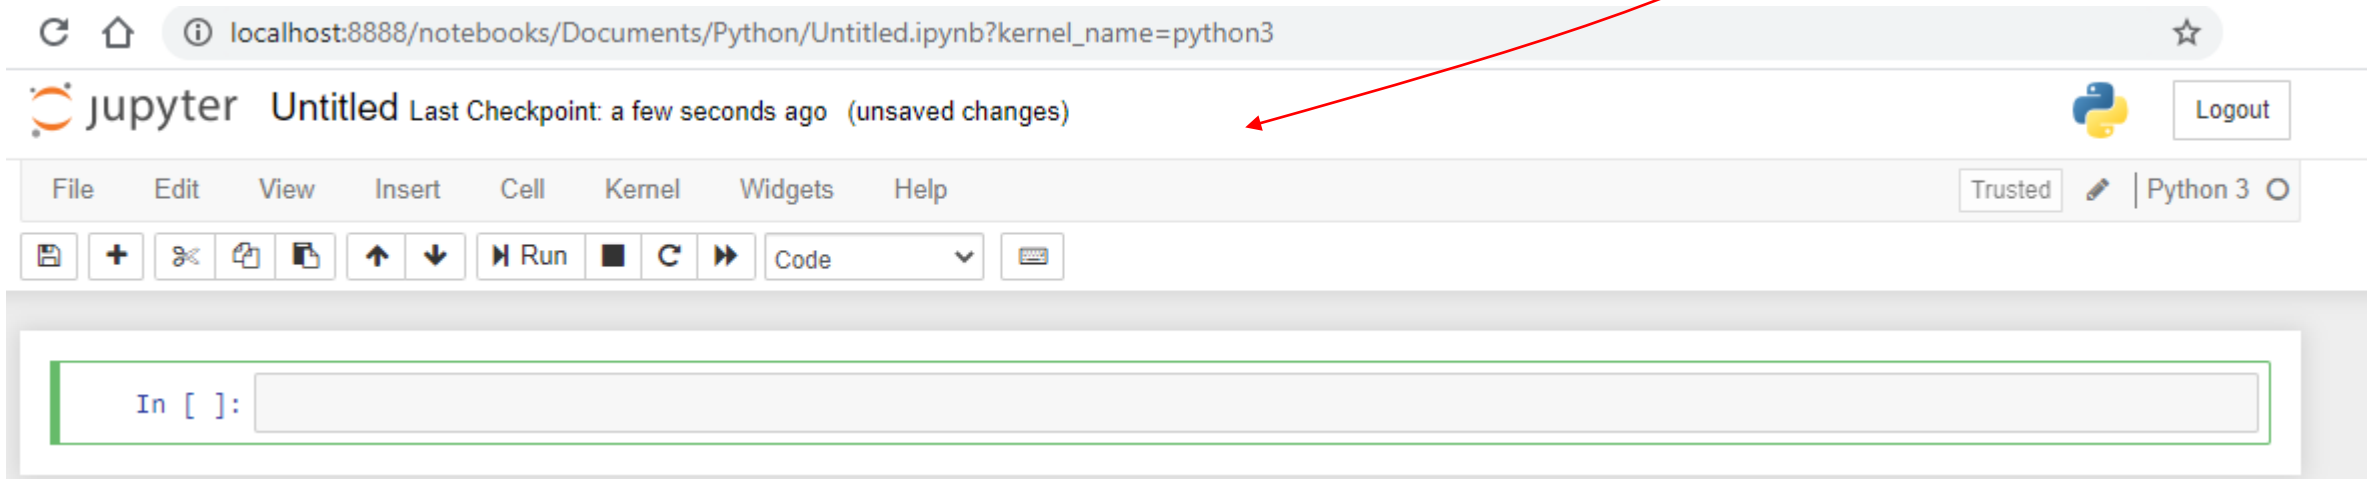 localhost:8888/notebooks/Documents/Python/Untitled.ipynb?kernel_name=python3
jupyter Untitled Last Checkpoint: a few seconds ago (unsaved changes) Logout
File Edit View Insert Cell Kernel Widgets Help Trusted Python 3
Run Code
In [ ]: